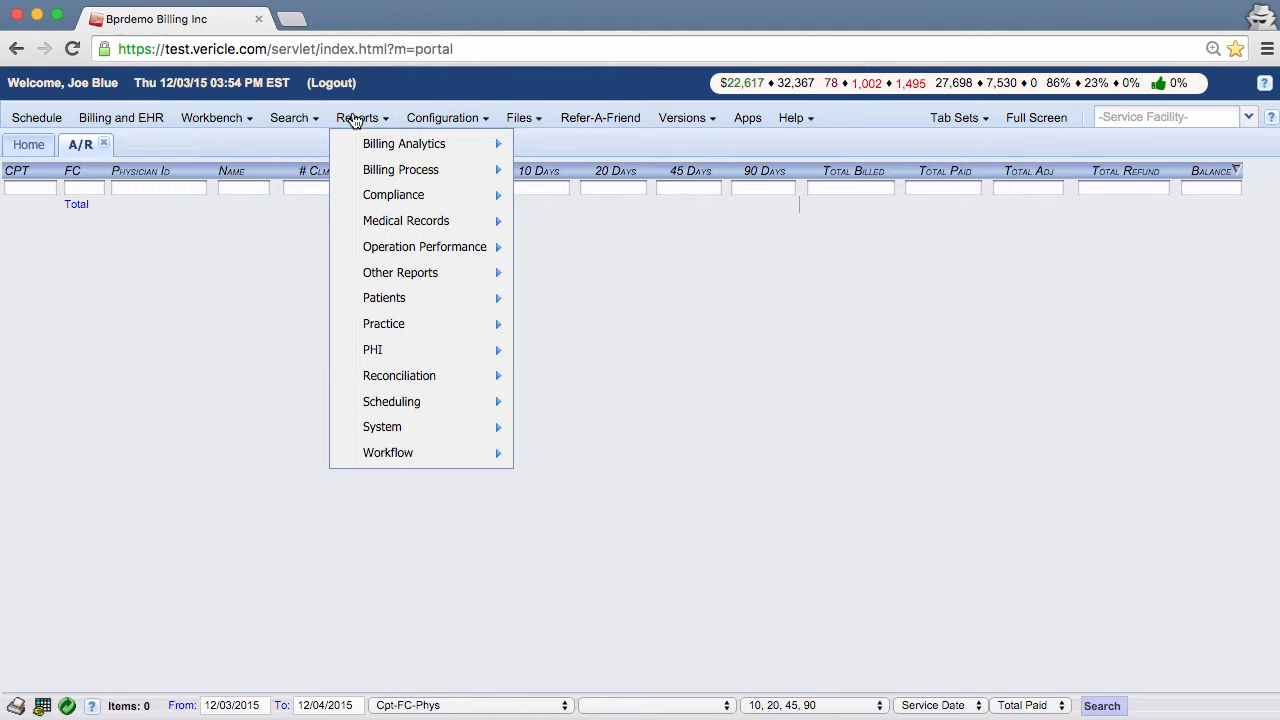 Bprdemo Billing Inc
https://test.vericle.com/servlet/index.html?m=portal
Welcome, Joe Blue Thu 12/03/15 03:54 PM EST (Logout) $22,617 ♦ 32,367 78 ♦ 1,002 ♦ 1,495 27,698 ♦ 7,530 ♦ 0 86% ♦ 23% ♦ 0% 0% ?
Schedule Billing and EHR Workbench Search Reports Configuration Files Refer-A-Friend Versions Apps Help Tab Sets Full Screen -Service Facility- ?
Home A/R
CPT FC Physician Id Name # Clm 10 Days 20 Days 45 Days 90 Days Total Billed Total Paid Total Adj Total Refund Balance
Total
Billing Analytics
Billing Process
Compliance
Medical Records
Operation Performance
Other Reports
Patients
Practice
PHI
Reconciliation
Scheduling
System
Workflow
? Items: 0 From: 12/03/2015 To: 12/04/2015 Cpt-FC-Phys 10, 20, 45, 90 Service Date Total Paid Search